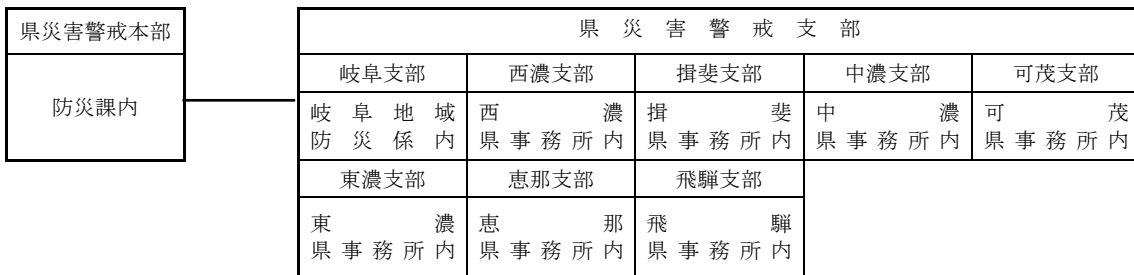 県災害警戒本部
防災課内
県災害警戒支部
岐阜支部 西濃支部 揖斐支部 中濃支部 可茂支部
岐阜地域 西濃 揖斐 中濃 可茂
防災係内 県事務所内 県事務所内 県事務所内 県事務所内
東濃支部 恵那支部 飛騨支部
東濃 恵那 飛騨
県事務所内 県事務所内 県事務所内